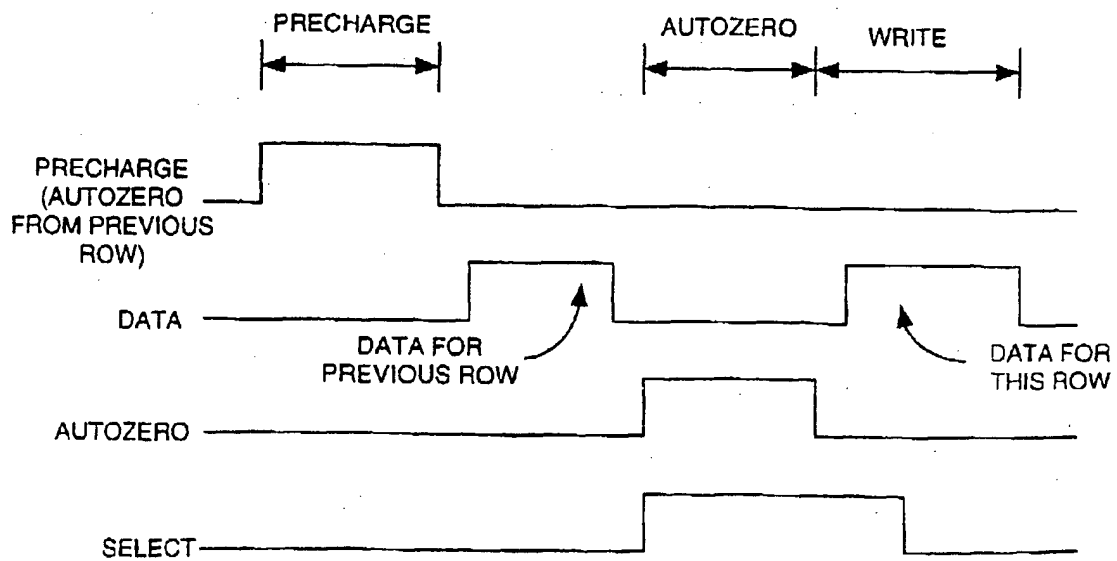 PRECHARGE
AUTOZERO
WRITE
PRECHARGE
(AUTOZERO
FROM PREVIOUS
ROW)
DATA
DATA FOR
PREVIOUS ROW
DATA FOR
THIS ROW
AUTOZERO
SELECT